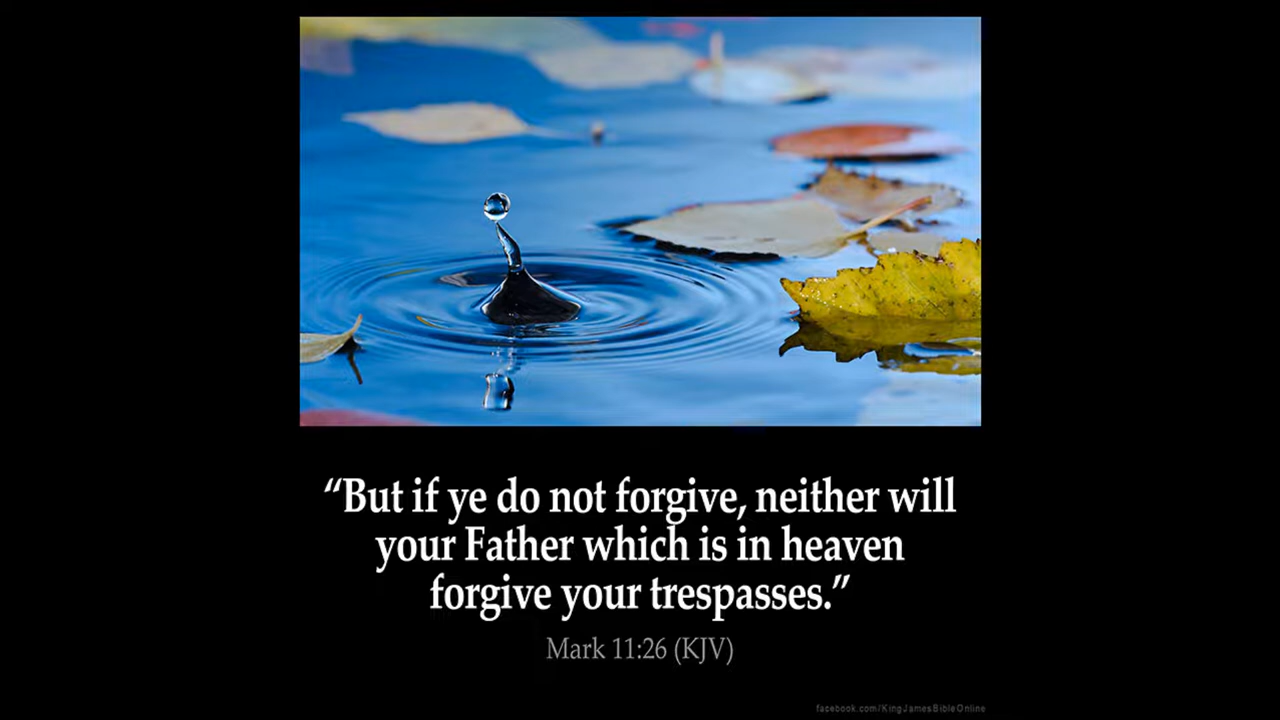 “But if ye do not forgive, neither will
your Father which is in heaven
forgive your trespasses.”
Mark 11:26 (KJV)
facebook.com/KingJamesBibleOnline